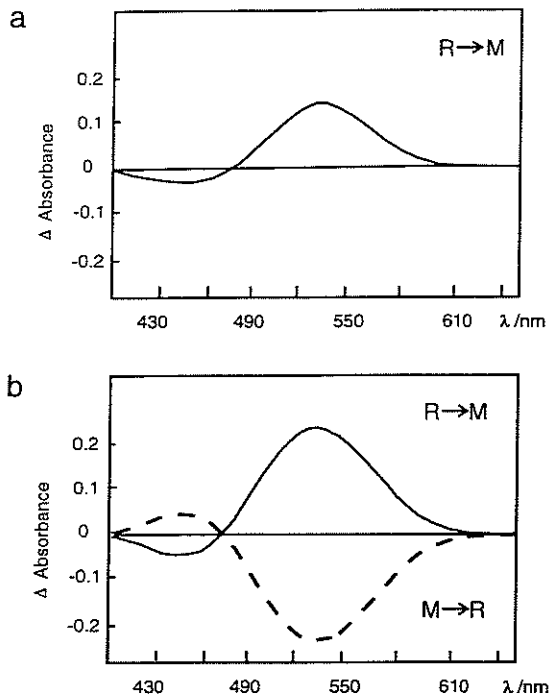 a
R→M
0.2
0.1
0
-0.1
-0.2
Δ Absorbance
430 490 550 610 λ/nm
b
R→M
0.2
0.1
0
-0.1
-0.2
Δ Absorbance
M→R
430 490 550 610 λ/nm